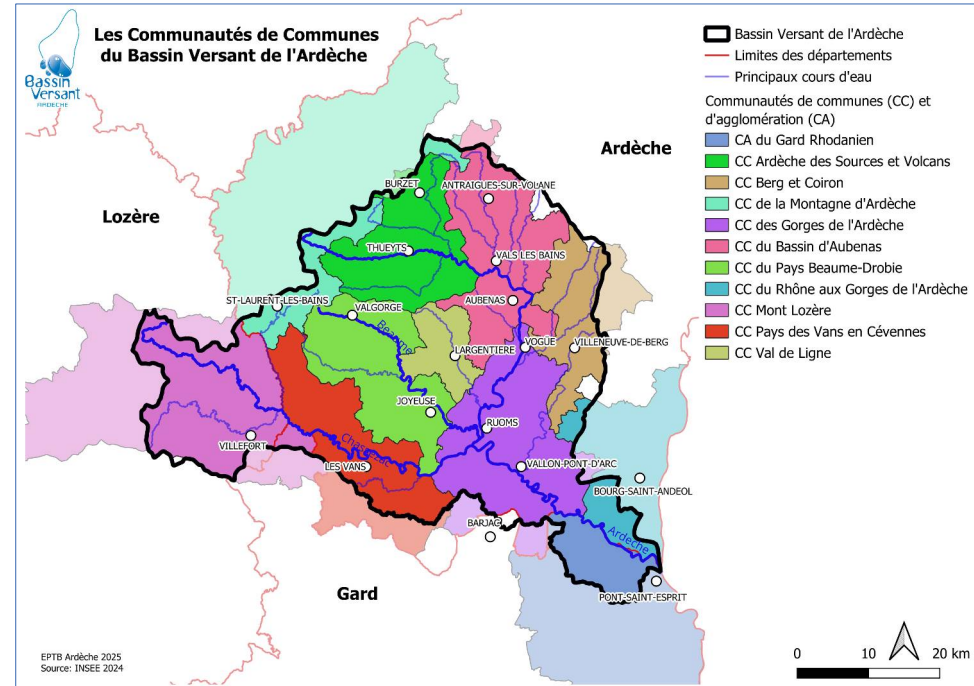 Bassin
Versant
ARDECHE
Les Communautés de Communes
du Bassin Versant de l'Ardèche
Bassin Versant de l'Ardèche
Limites des départements
Principaux cours d'eau
Communautés de communes (CC) et
d'agglomération (CA)
CA du Gard Rhodanien
CC Ardèche des Sources et Volcans
CC Berg et Coiron
CC de la Montagne d'Ardèche
CC des Gorges de l'Ardèche
CC du Bassin d'Aubenas
CC du Pays Beaume-Drobie
CC du Rhône aux Gorges de l'Ardèche
CC Mont Lozère
CC Pays des Vans en Cévennes
CC Val de Ligne
Ardèche
Lozère
BURZET
ANTRAIGUES-SUR-VOLANE
THUEYTS
VALS LES BAINS
ST-LAURENT-LES-BAINS
AUBENAS
VALGORGE
Beaume
LARGENTIERE
VOGÜE
VILLENEUVE-DE-BERG
JOYEUSE
RUOMS
VILLEFORT
Chassezac
LES VANS
VALLON-PONT-D'ARC
BOURG-SAINT-ANDEOL
BARJAC
Ardèche
PONT-SAINT-ESPRIT
Gard
EPTB Ardèche 2025
Source: INSEE 2024
0 10 20 km